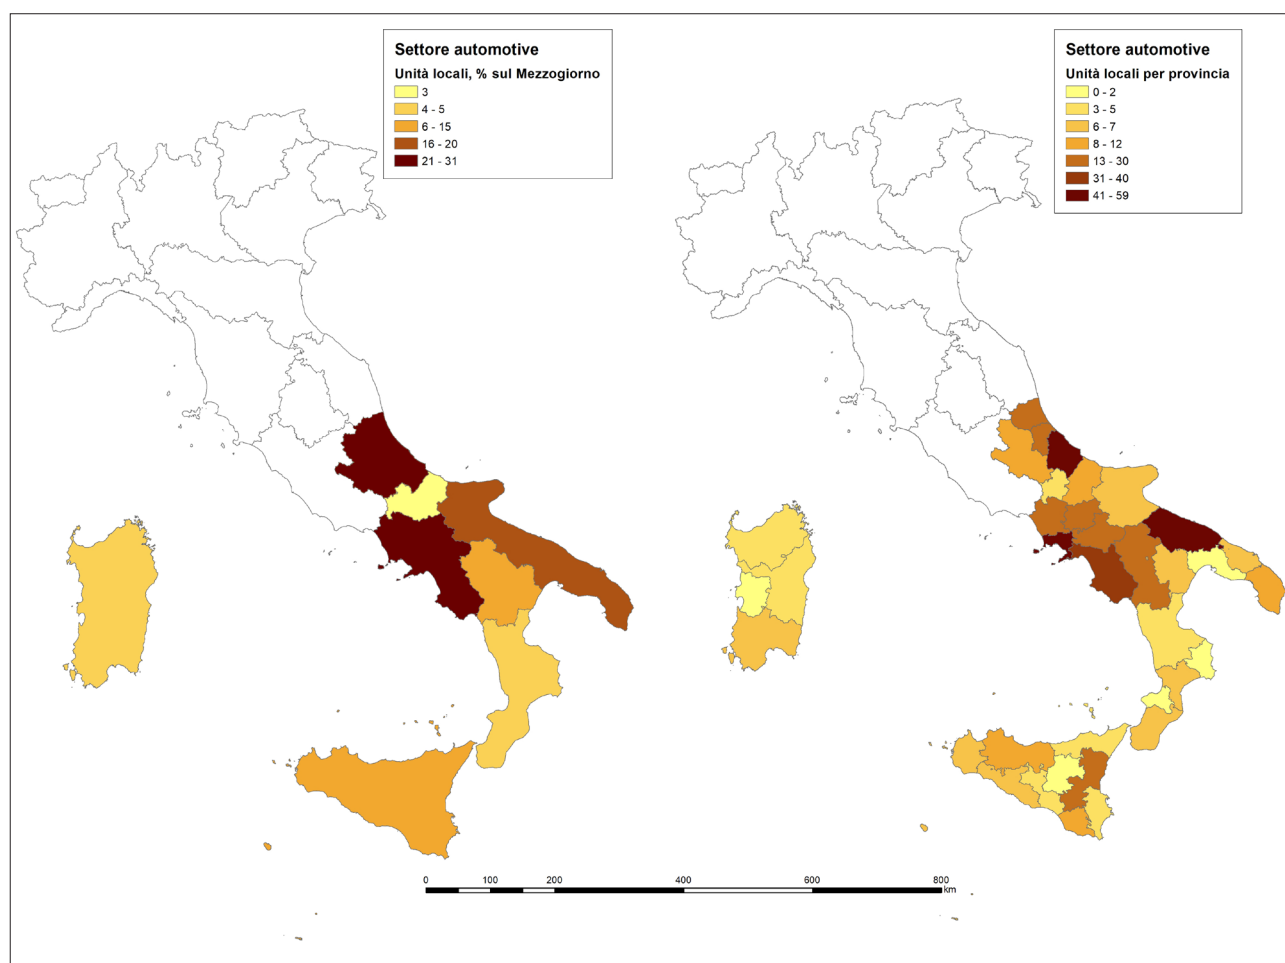 Settore automotive
Unità locali, % sul Mezzogiorno
3
4 - 5
6 - 15
16 - 20
21 - 31
Settore automotive
Unità locali per provincia
0 - 2
3 - 5
6 - 7
8 - 12
13 - 30
31 - 40
41 - 59
0 100 200 400 600 800
km